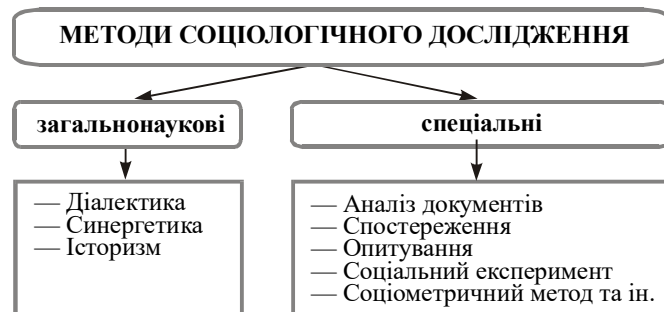 МЕТОДИ СОЦІОЛОГІЧНОГО ДОСЛІДЖЕННЯ
загальнонаукові
спеціальні
— Діалектика
— Синергетика
— Історизм
— Аналіз документів
— Спостереження
— Опитування
— Соціальний експеримент
— Соціометричний метод та ін.